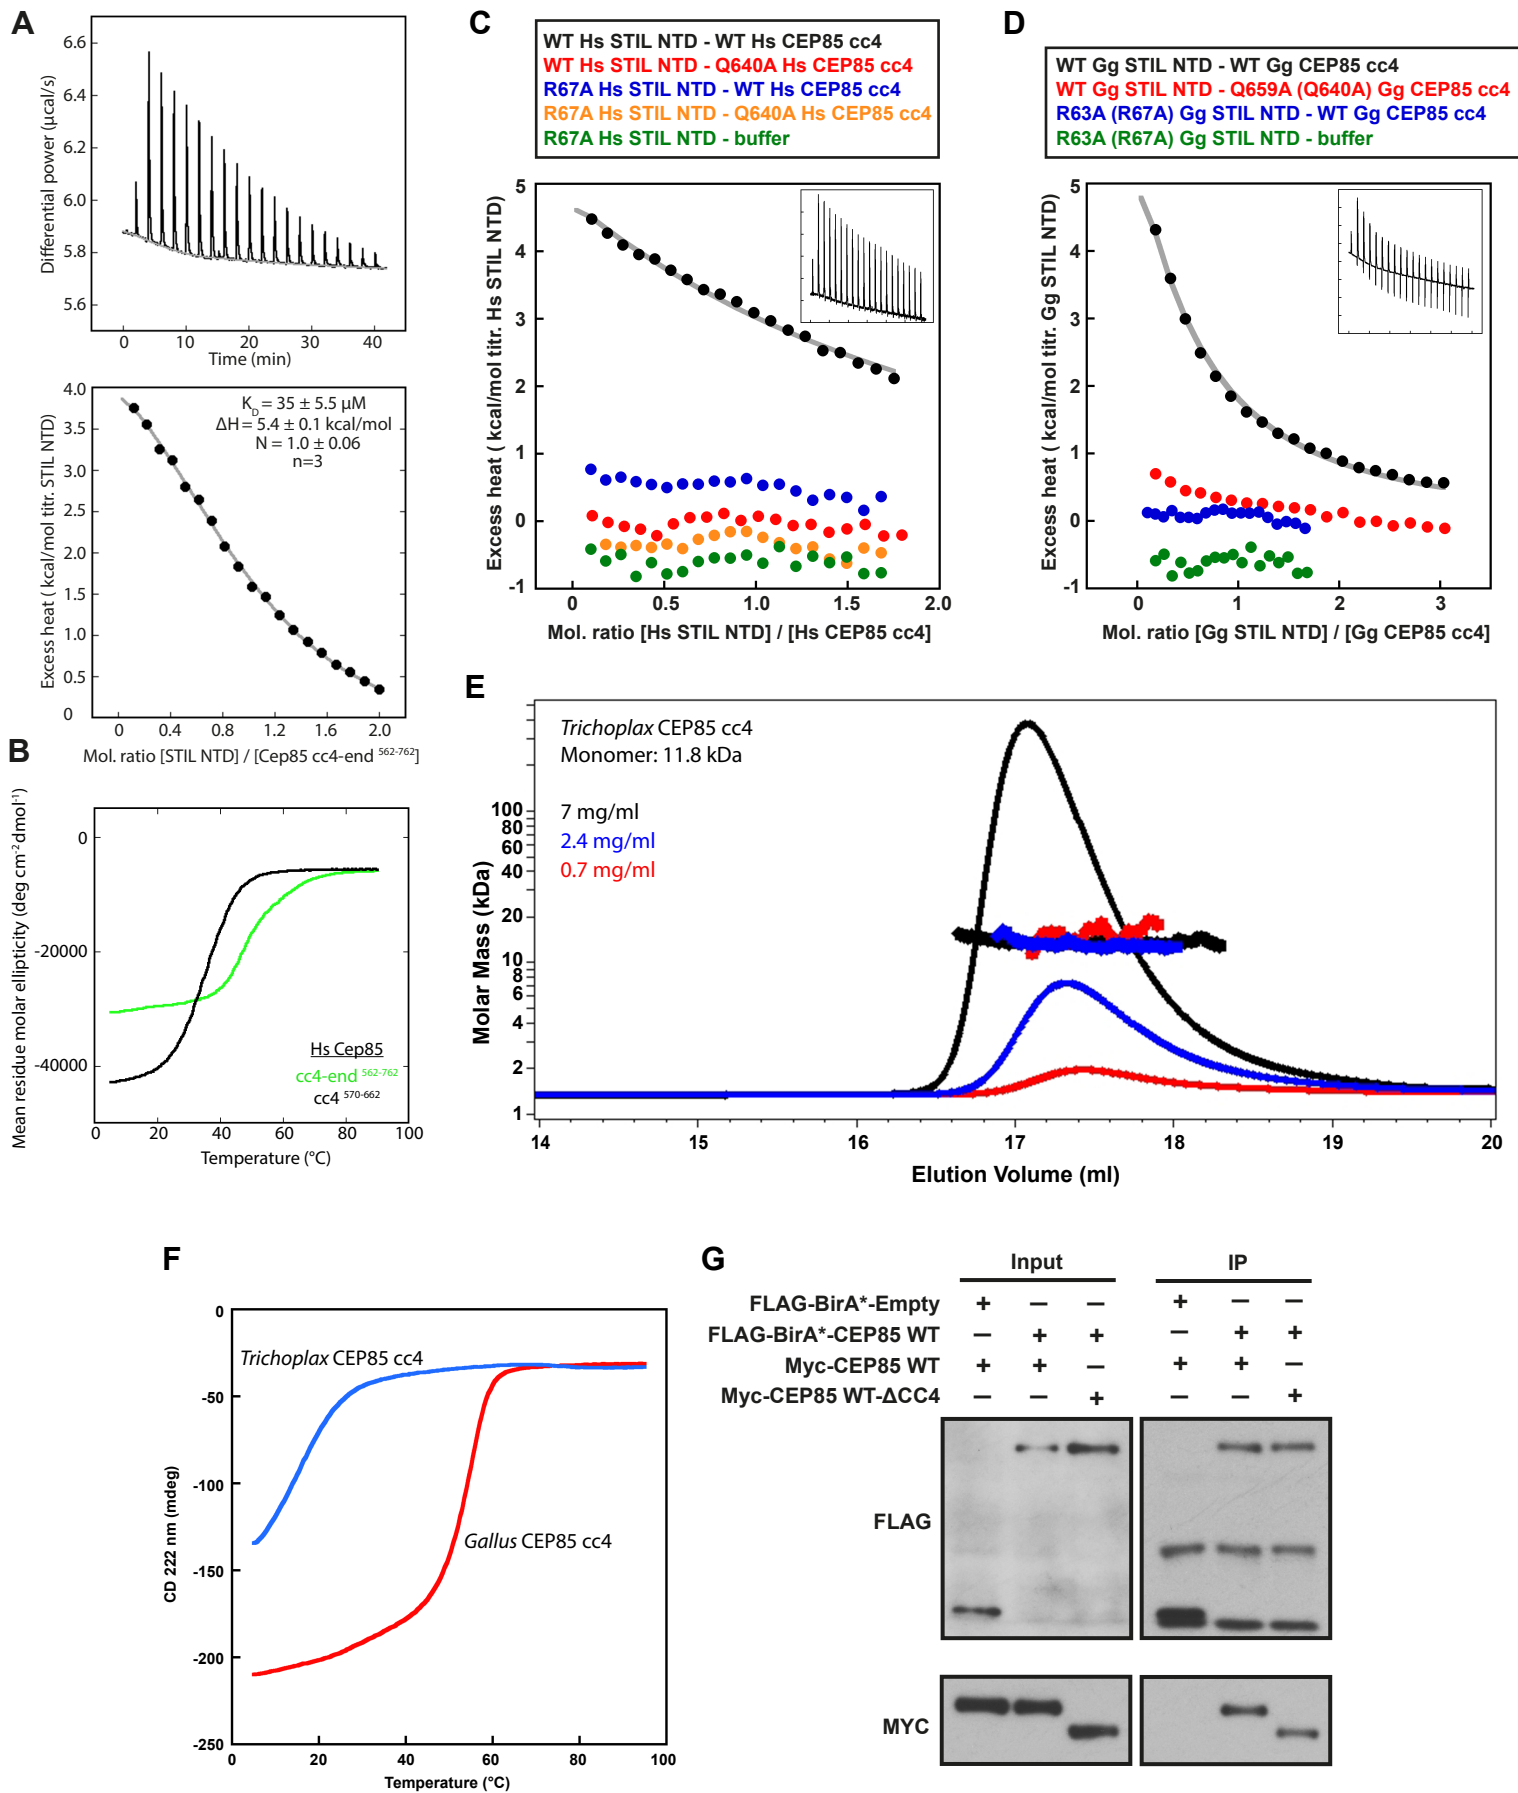 A
6.6
6.4
6.2
6.0
5.8
5.6
Differential power (µcal/s)
0 10 20 30 40
Time (min)
4.0
3.5
3.0
2.5
2.0
1.5
1.0
0.5
0
Excess heat ( kcal/mol titr. STIL NTD)
KD = 35 ± 5.5 µM
ΔH = 5.4 ± 0.1 kcal/mol
N = 1.0 ± 0.06
n=3
0 0.4 0.8 1.2 1.6 2.0
Mol. ratio [STIL NTD] / [Cep85 cc4-end 562-762]
B
Mean residue molar ellipticity (deg cm-2 dmol-1)
0
-20000
-40000
Hs Cep85
cc4-end 562-762
cc4 570-662
0 20 40 60 80 100
Temperature (°C)
C
WT Hs STIL NTD - WT Hs CEP85 cc4
WT Hs STIL NTD - Q640A Hs CEP85 cc4
R67A Hs STIL NTD - WT Hs CEP85 cc4
R67A Hs STIL NTD - Q640A Hs CEP85 cc4
R67A Hs STIL NTD - buffer
Excess heat ( kcal/mol titr. Hs STIL NTD)
5
4
3
2
1
0
-1
0 0.5 1.0 1.5 2.0
Mol. ratio [Hs STIL NTD] / [Hs CEP85 cc4]
D
WT Gg STIL NTD - WT Gg CEP85 cc4
WT Gg STIL NTD - Q659A (Q640A) Gg CEP85 cc4
R63A (R67A) Gg STIL NTD - WT Gg CEP85 cc4
R63A (R67A) Gg STIL NTD - buffer
Excess heat ( kcal/mol titr. Gg STIL NTD)
5
4
3
2
1
0
-1
0 1 2 3
Mol. ratio [Gg STIL NTD] / [Gg CEP85 cc4]
E
Trichoplax CEP85 cc4
Monomer: 11.8 kDa
7 mg/ml
2.4 mg/ml
0.7 mg/ml
Molar Mass (kDa)
100
80
60
40
20
10
8
6
4
2
1
14 15 16 17 18 19 20
Elution Volume (ml)
F
CD 222 nm (mdeg)
0
-50
-100
-150
-200
-250
Trichoplax CEP85 cc4
Gallus CEP85 cc4
0 20 40 60 80 100
Temperature (°C)
G
Input IP
FLAG-BirA*-Empty + — — + — —
FLAG-BirA*-CEP85 WT — + + — + +
Myc-CEP85 WT + + — + + —
Myc-CEP85 WT-ΔCC4 — — + — — +
FLAG
MYC